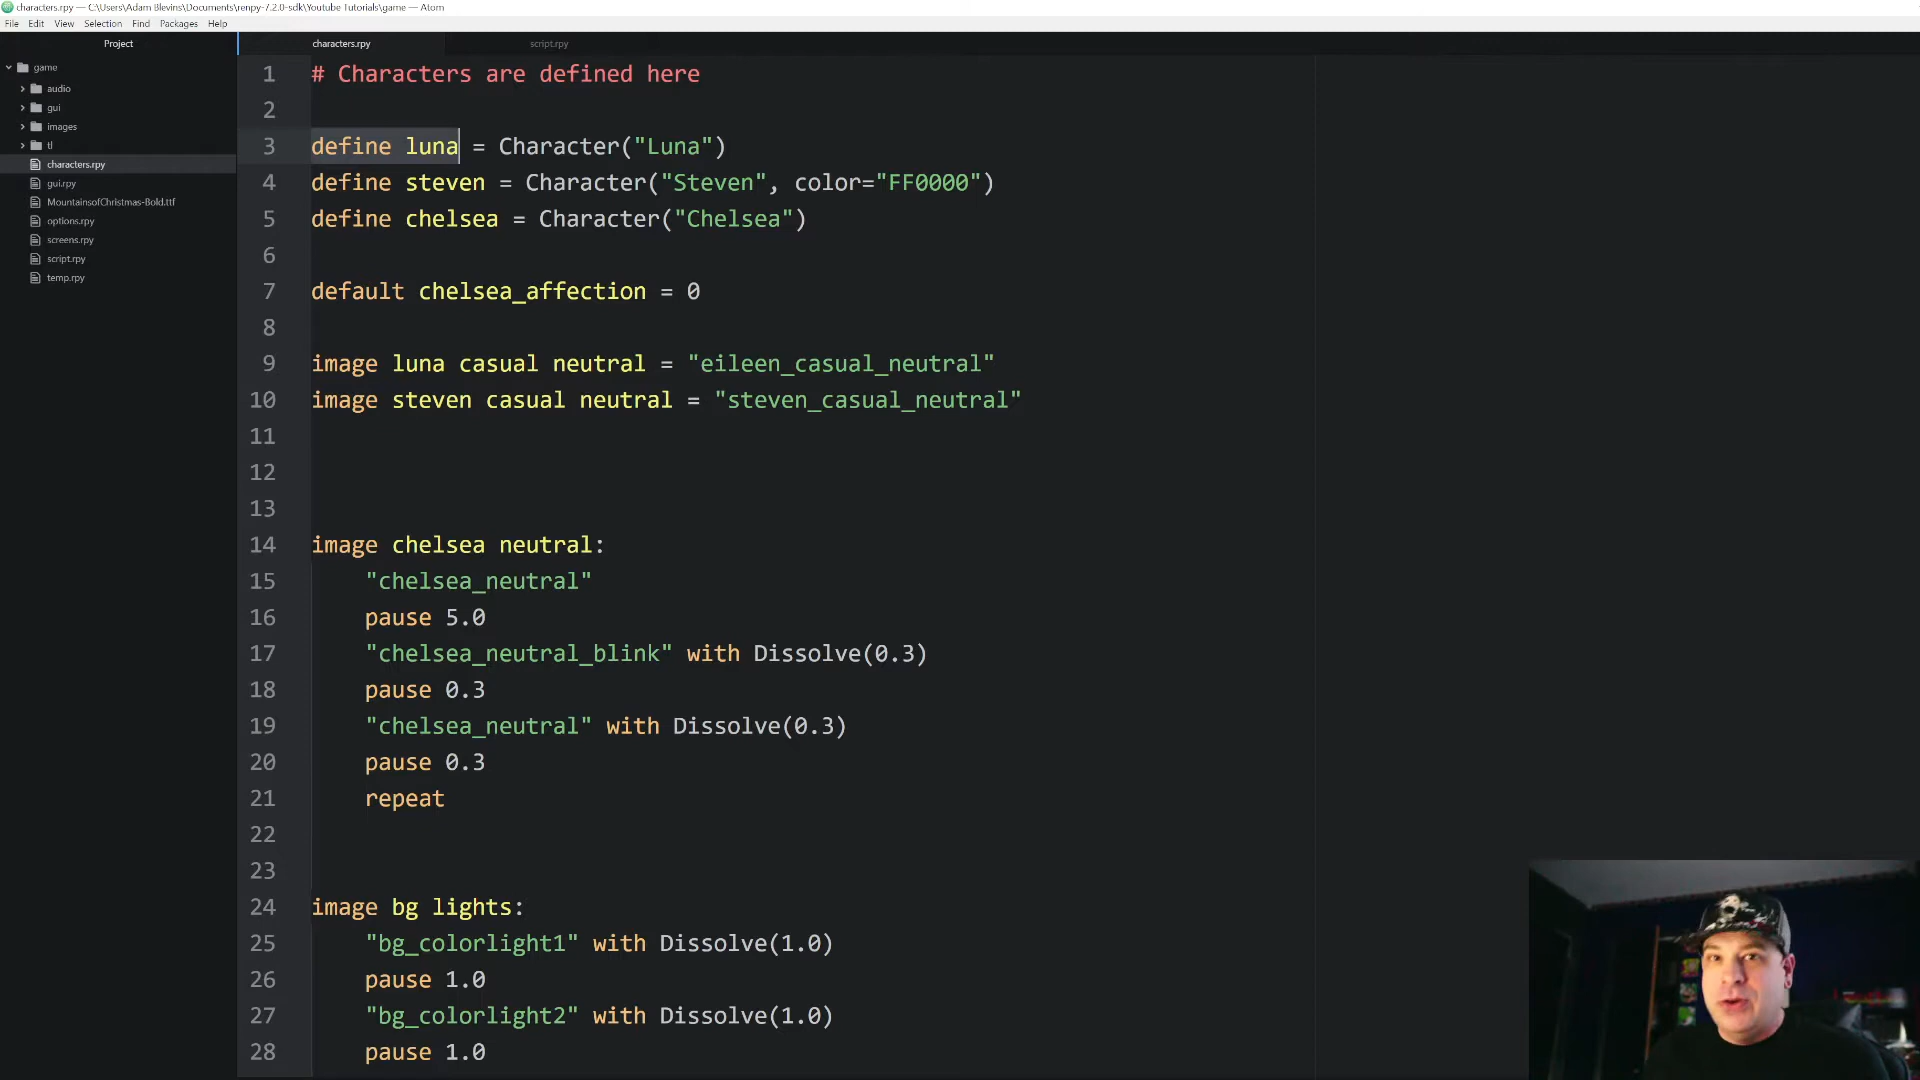 characters.rpy — C:\Users\Adam Blevins\Documents\renpy-7.2.0-sdk\Youtube Tutorials\game — Atom
File Edit View Selection Find Packages Help
Project
characters.rpy
script.rpy
game
audio
gui
images
tl
characters.rpy
gui.rpy
MountainsofChristmas-Bold.ttf
options.rpy
screens.rpy
script.rpy
temp.rpy
1 # Characters are defined here
2
3 define luna = Character("Luna")
4 define steven = Character("Steven", color="FF0000")
5 define chelsea = Character("Chelsea")
6
7 default chelsea_affection = 0
8
9 image luna casual neutral = "eileen_casual_neutral"
10 image steven casual neutral = "steven_casual_neutral"
11
12
13
14 image chelsea neutral:
15 "chelsea_neutral"
16 pause 5.0
17 "chelsea_neutral_blink" with Dissolve(0.3)
18 pause 0.3
19 "chelsea_neutral" with Dissolve(0.3)
20 pause 0.3
21 repeat
22
23
24 image bg lights:
25 "bg_colorlight1" with Dissolve(1.0)
26 pause 1.0
27 "bg_colorlight2" with Dissolve(1.0)
28 pause 1.0